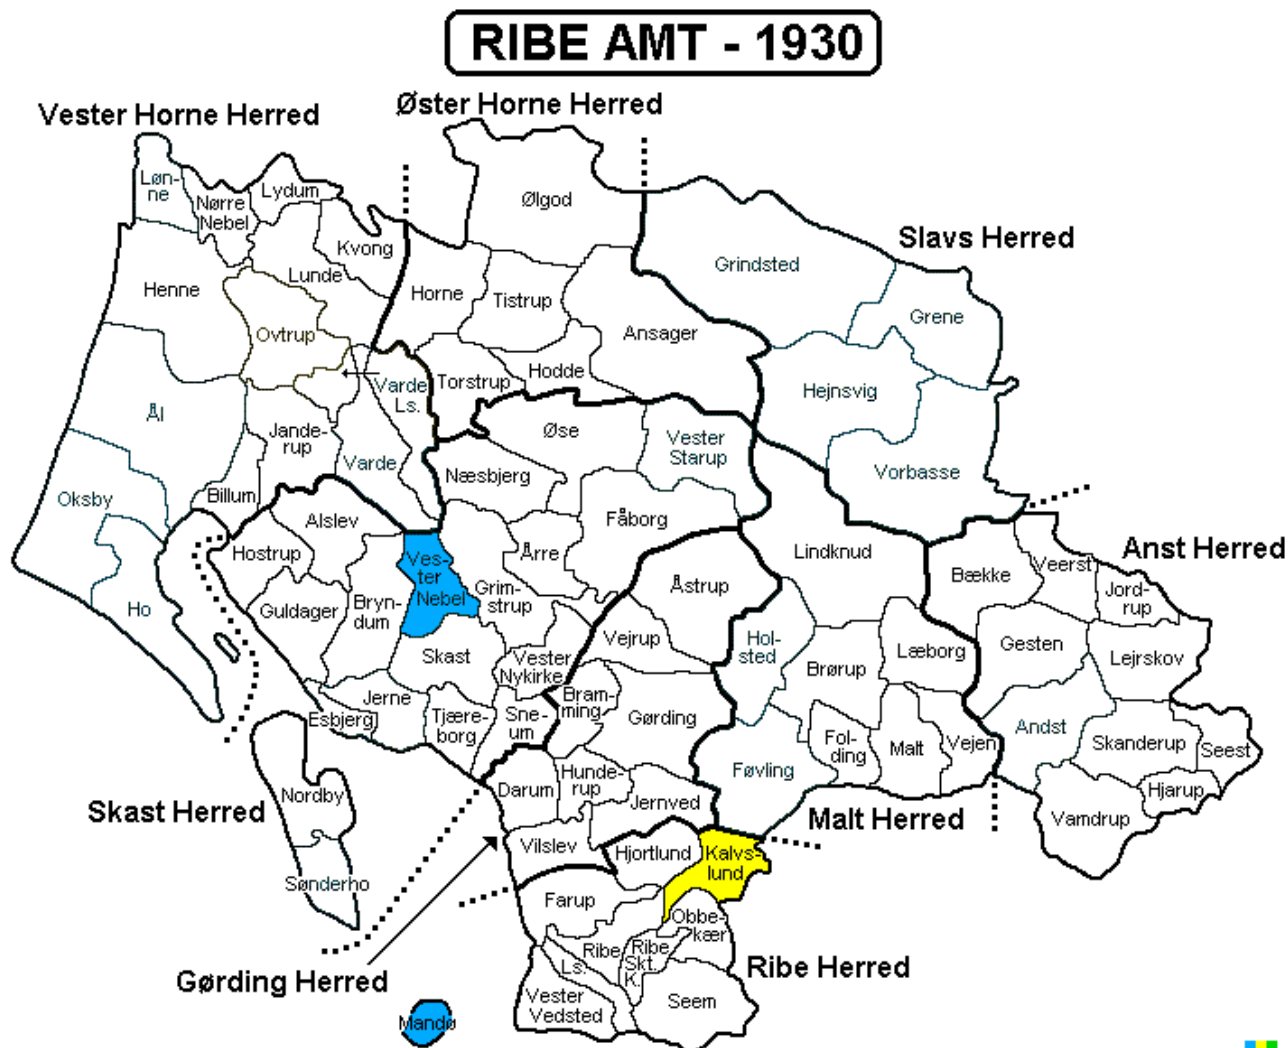 RIBE AMT - 1930
Vester Horne Herred
Øster Horne Herred
Slavs Herred
Anst Herred
Skast Herred
Malt Herred
Gørding Herred
Ribe Herred
Løn-
ne
Nørre
Nebel
Lydum
Kvong
Lunde
Henne
Ovtrup
Ål
Varde
Ls.
Jande-
rup
Varde
Billum
Oksby
Ho
Ølgod
Horne
Tistrup
Ansager
Torstrup
Hodde
Grindsted
Grene
Hejnsvig
Vorbasse
Øse
Vester
Starup
Næsbjerg
Fåborg
Alslev
Hostrup
Ves-
ter
Nebel
Årre
Grim-
strup
Guldager
Bryn-
dum
Skast
Vester
Nykirke
Jerne
Esbjerg
Tjære-
borg
Sne-
um
Nordby
Sønderho
Åstrup
Vejrup
Bram-
ming
Gørding
Darum
Hunde-
rup
Jernved
Vilslev
Lindknud
Hol-
sted
Brørup
Læborg
Føvling
Fol-
ding
Malt
Vejen
Bække
Veerst
Jord-
rup
Gesten
Lejrskov
Andst
Skanderup
Seest
Hjarup
Vamdrup
Hjortlund
Kalvs-
lund
Farup
Obbe-
kær
Ribe
Ls.
Ribe
Skt.
K.
Vester
Vedsted
Seem
Mandø